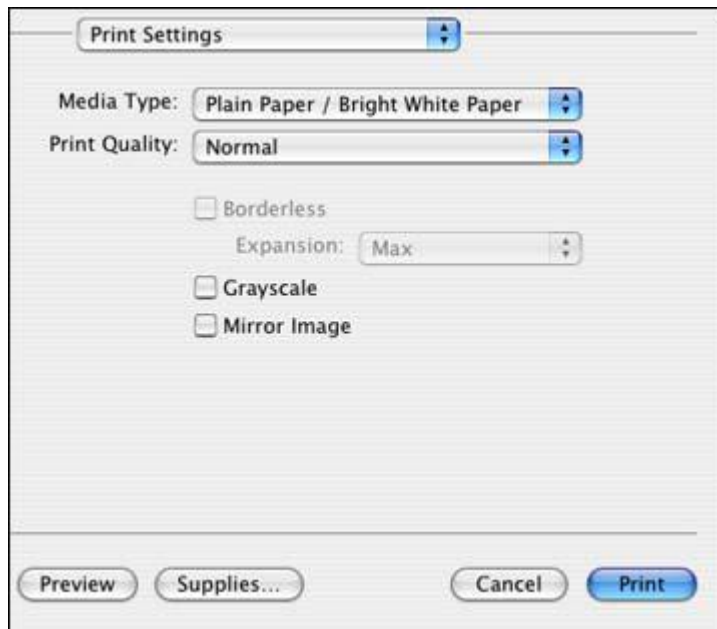 Print Settings
Media Type: Plain Paper / Bright White Paper
Print Quality: Normal
Borderless
Expansion: Max
Grayscale
Mirror Image
Preview Supplies... Cancel Print